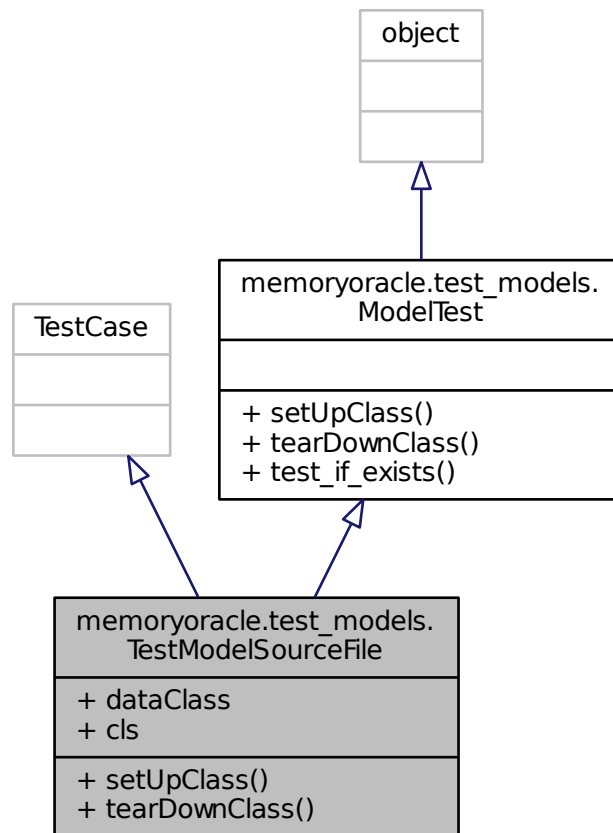 object
memoryoracle.test_models.
ModelTest
+ setUpClass()
+ tearDownClass()
+ test_if_exists()
TestCase
memoryoracle.test_models.
TestModelSourceFile
+ dataClass
+ cls
+ setUpClass()
+ tearDownClass()